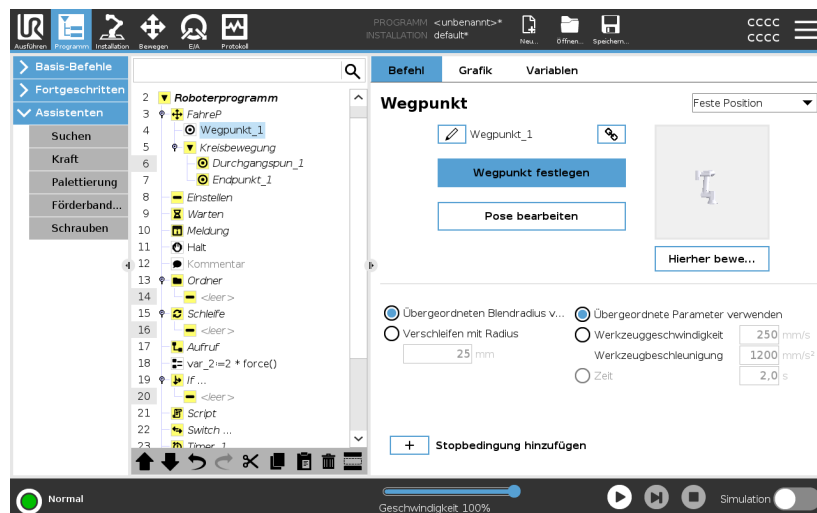 PROGRAMM <unbenannt>*
INSTALLATION default*
CCCC
CCCC
Ausführen Programm Installation Bewegen E/A Protokoll Neu... Öffnen... Speichern...
Basis-Befehle
Fortgeschritten
Assistenten
Suchen
Kraft
Palettierung
Förderband...
Schrauben
2 Roboterprogramm
3 FahreP
4 Wegpunkt_1
5 Kreisbewegung
6 Durchgangspun_1
7 Endpunkt_1
8 Einstellen
9 Warten
10 Meldung
11 Halt
12 Kommentar
13 Ordner
14 <leer>
15 Schleife
16 <leer>
17 Aufruf
18 var_2:=2 * force()
19 If ...
20 <leer>
21 Script
22 Switch ...
23 Timer_1
Befehl Grafik Variablen
Wegpunkt
Feste Position
Wegpunkt_1
Wegpunkt festlegen
Pose bearbeiten
Hierher bewe...
Übergeordneten Blendradius v...
Verschleifen mit Radius
25 mm
Übergeordnete Parameter verwenden
Werkzeuggeschwindigkeit 250 mm/s
Werkzeugbeschleunigung 1200 mm/s²
Zeit 2,0 s
+ Stopbedingung hinzufügen
Normal
Geschwindigkeit 100%
Simulation